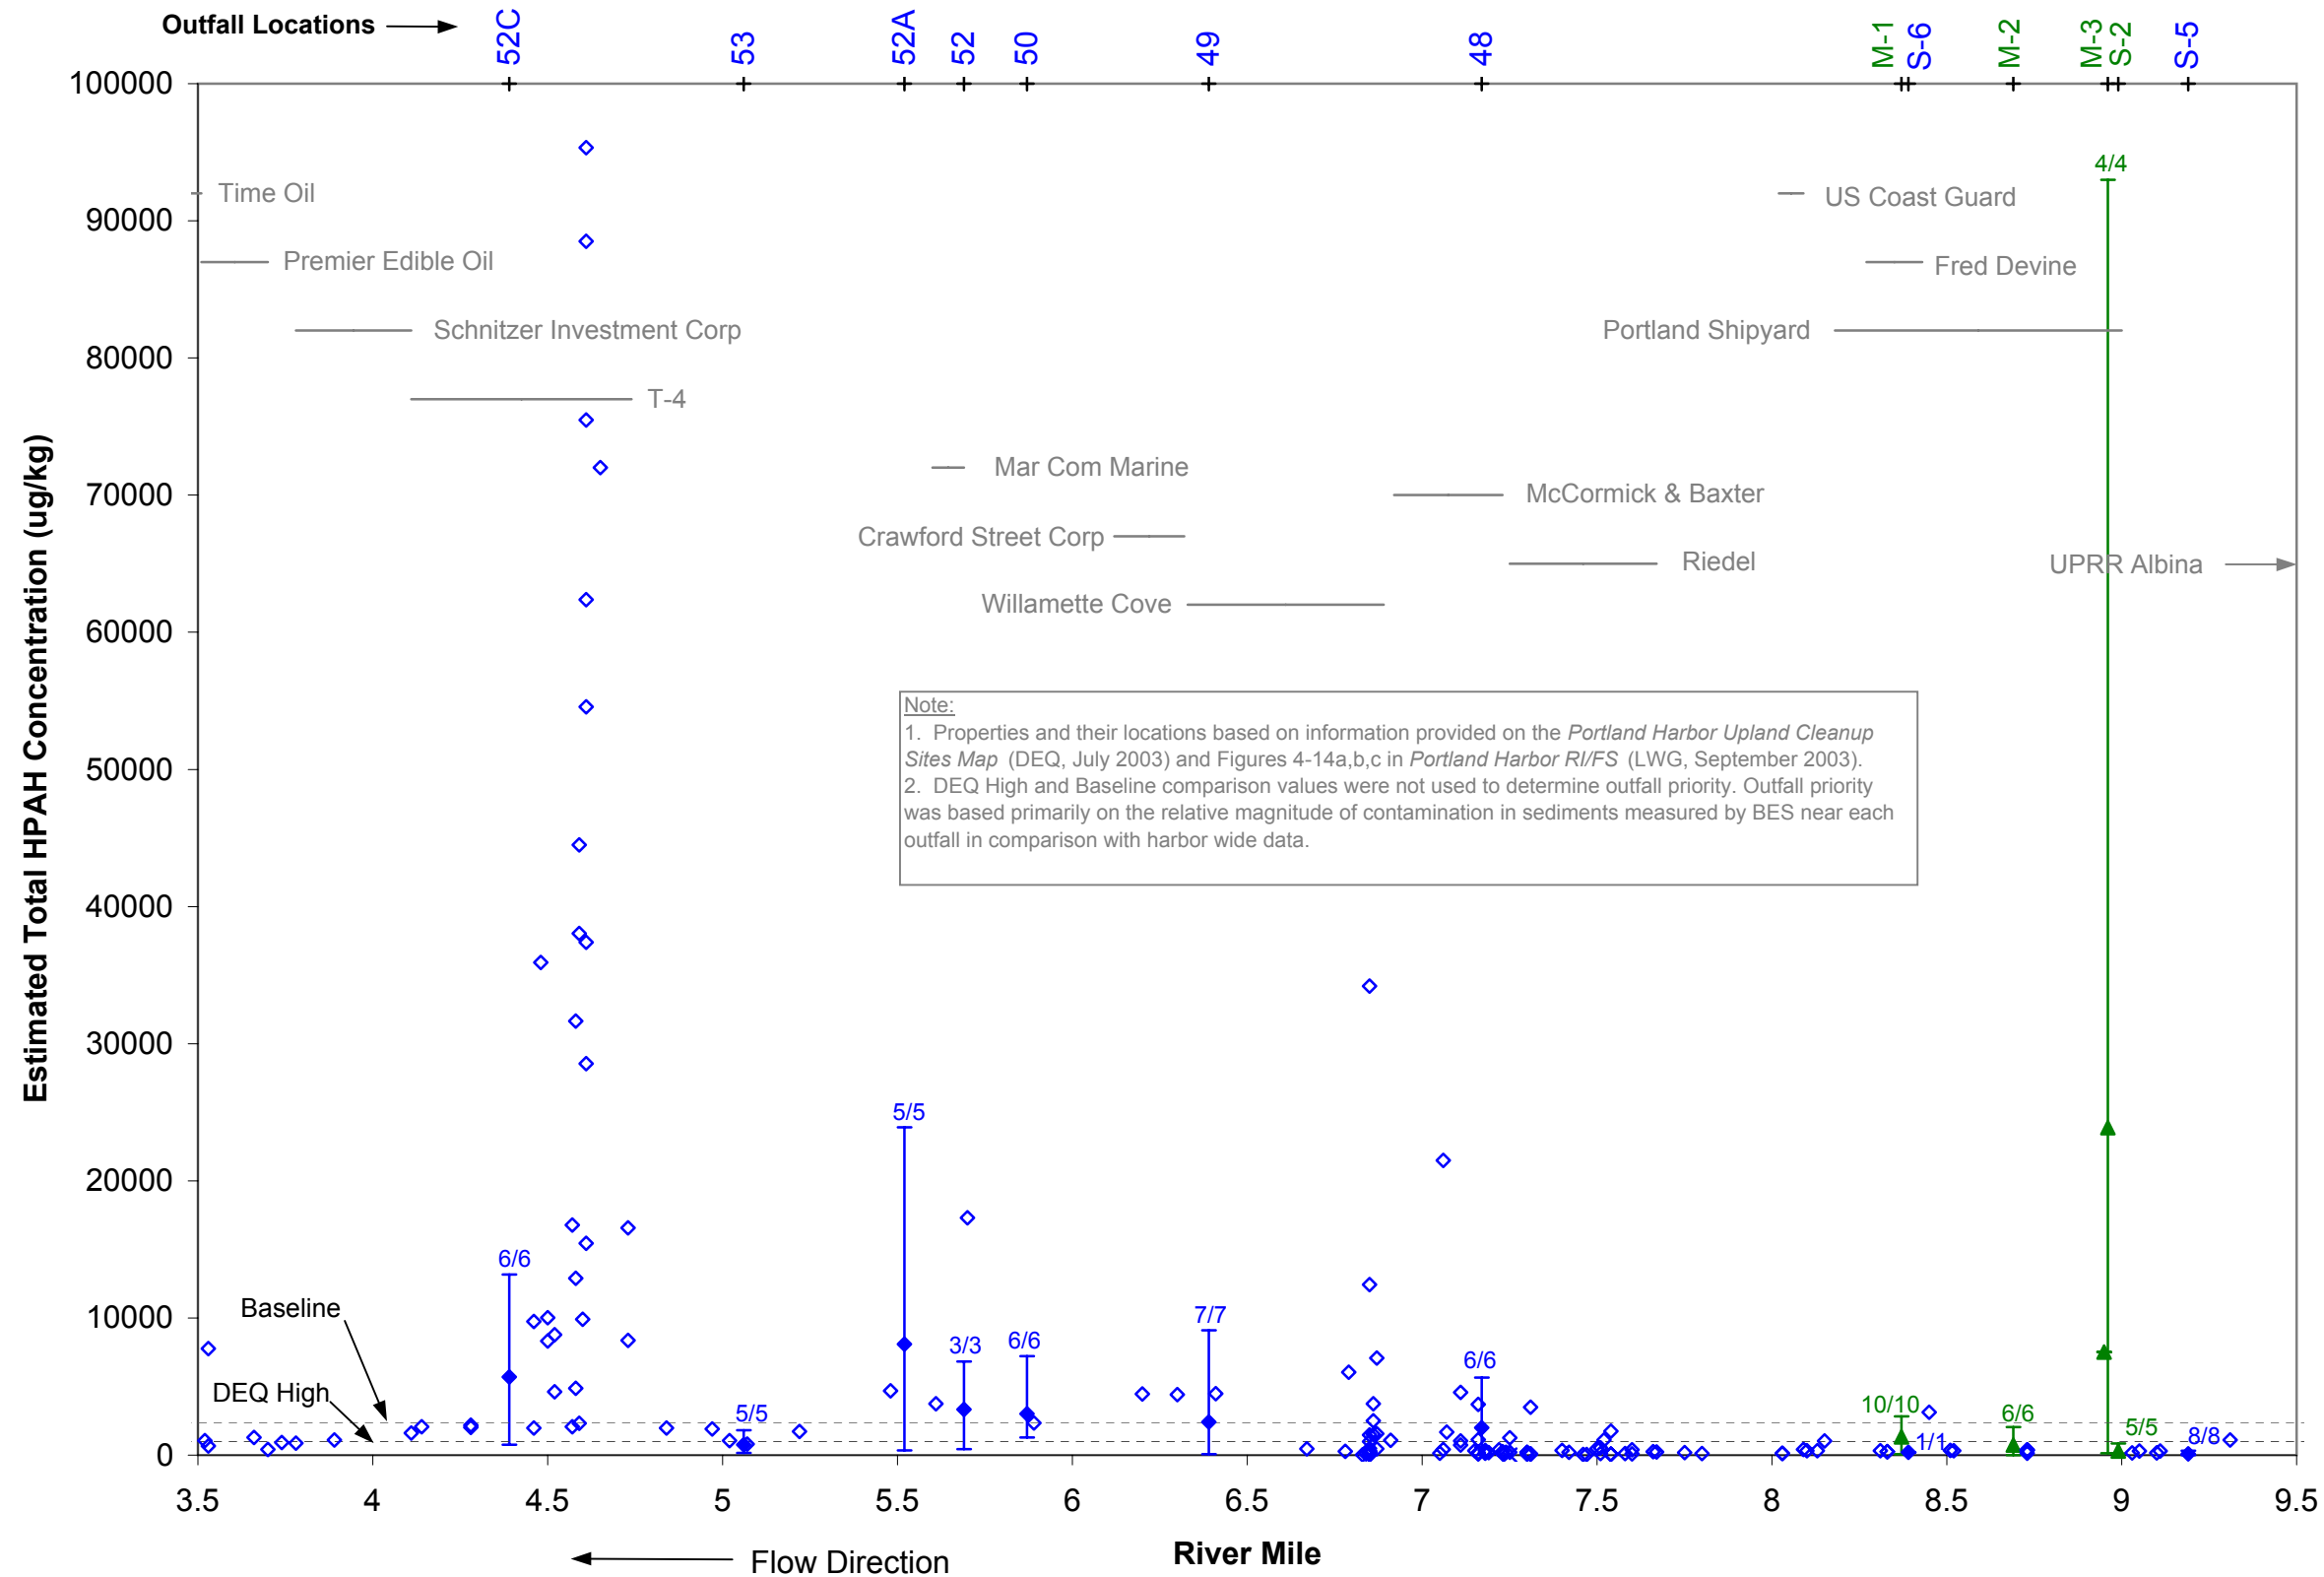 Outfall Locations
52C
53
52A
52
50
49
48
M-1
S-6
M-2
M-3
S-2
S-5
100000
90000
80000
70000
60000
50000
40000
30000
20000
10000
0
Estimated Total HPAH Concentration (ug/kg)
4/4
Time Oil
US Coast Guard
Premier Edible Oil
Fred Devine
Schnitzer Investment Corp
Portland Shipyard
T-4
Mar Com Marine
McCormick & Baxter
Crawford Street Corp
Riedel
UPRR Albina
Willamette Cove
Note:
1. Properties and their locations based on information provided on the Portland Harbor Upland Cleanup
Sites Map (DEQ, July 2003) and Figures 4-14a,b,c in Portland Harbor RI/FS (LWG, September 2003).
2. DEQ High and Baseline comparison values were not used to determine outfall priority. Outfall priority
was based primarily on the relative magnitude of contamination in sediments measured by BES near each
outfall in comparison with harbor wide data.
5/5
6/6
Baseline
7/7
3/3
6/6
6/6
DEQ High
5/5
10/10
6/6
5/5
1/1
8/8
3.5
4
4.5
5
5.5
6
6.5
7
7.5
8
8.5
9
9.5
River Mile
Flow Direction